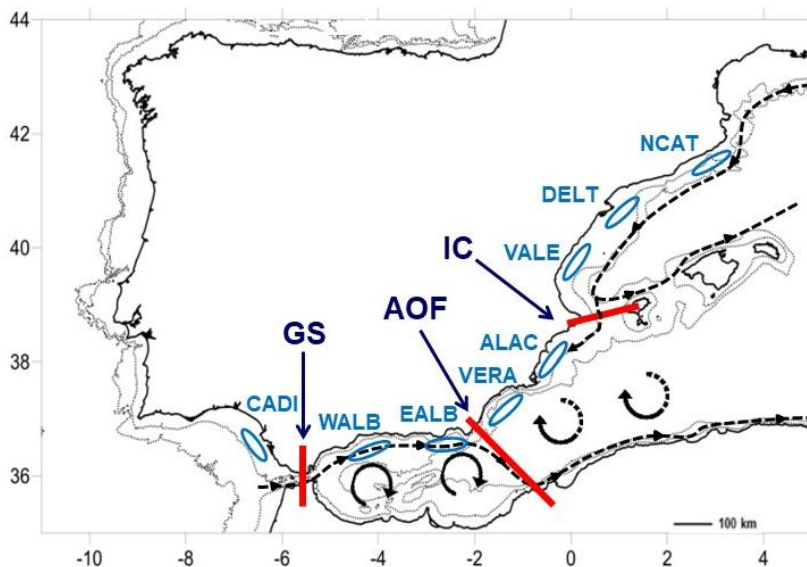 44
42
40
38
36
NCAT
DELT
VALE
IC
AOF
ALAC
GS
VERA
CADI
WALB
EALB
100 km
-10
-8
-6
-4
-2
0
2
4